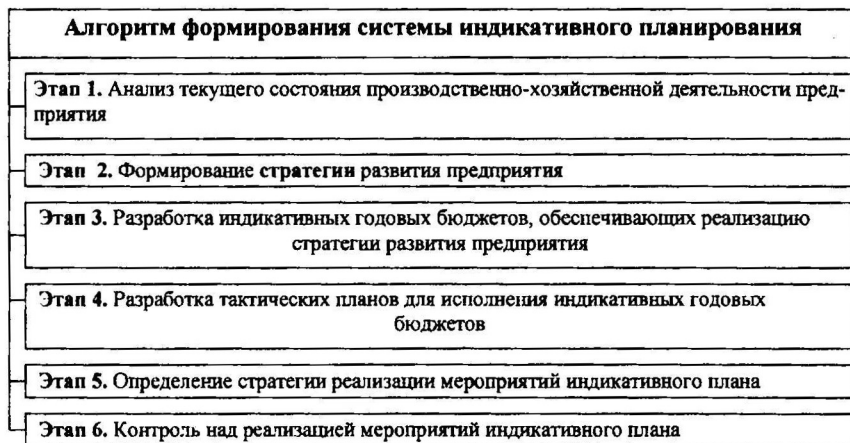 Алгоритм формирования системы индикативного планирования
Этап 1. Анализ текущего состояния производственно-хозяйственной деятельности пред-
приятия
Этап 2. Формирование стратегии развития предприятия
Этап 3. Разработка индикативных годовых бюджетов, обеспечивающих реализацию
стратегии развития предприятия
Этап 4. Разработка тактических планов для исполнения индикативных годовых
бюджетов
Этап 5. Определение стратегии реализации мероприятий индикативного плана
Этап 6. Контроль над реализацией мероприятий индикативного плана